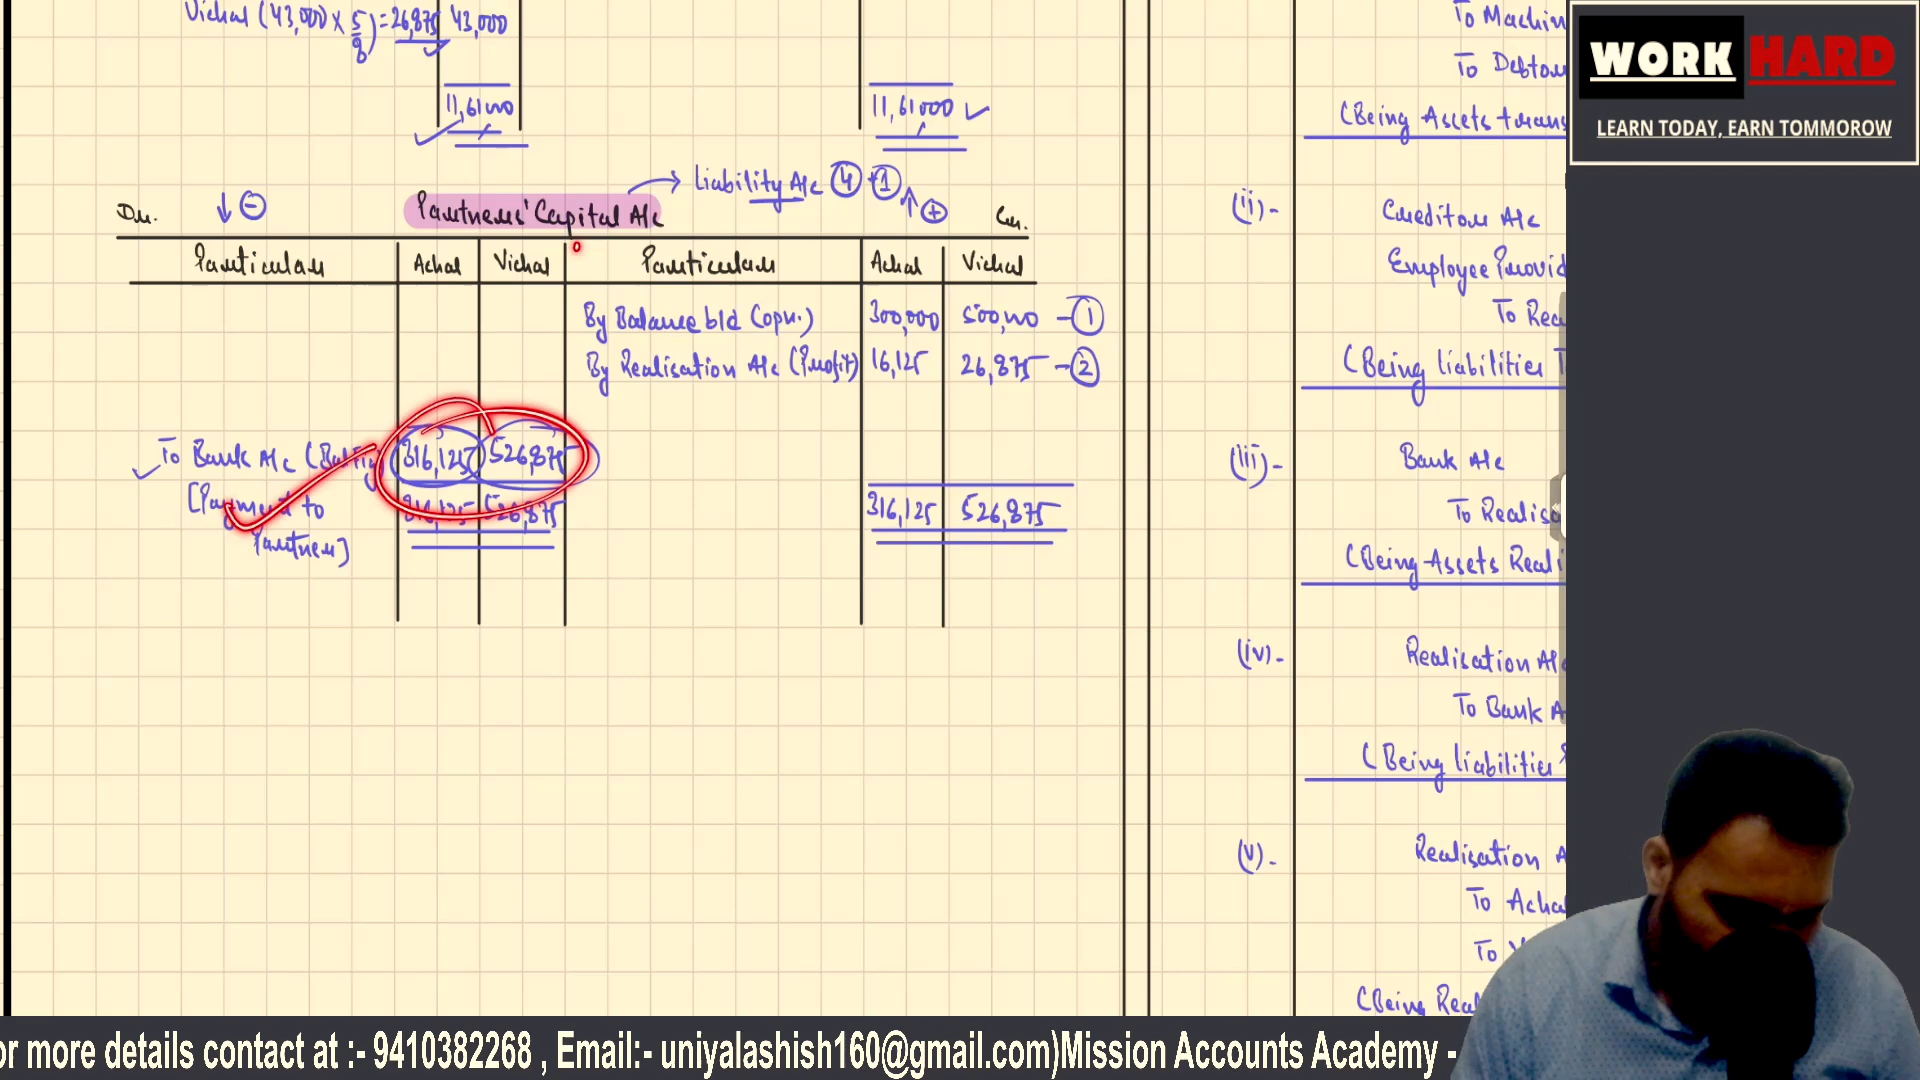 Vichal (43,000 × 5/8) = 26,875 43,000
11,61000 11,61000
Partners' Capital A/c → Liability A/c 4 1
Dr. ↓ - ↑ + Cr.
Particulars Achal Vichal Particulars Achal Vichal
By Balance b/d (opn.) 300,000 500,000 - 1
By Realisation A/c (Profit) 16,125 26,875 - 2
To Bank A/c 316,125 526,875
[Payment to 316,125 526,875 316,125 526,875
Partners]
To Machin
To Debtors
(Being Assets trans
(ii)- Creditors A/c
Employee Provid
To Rea
(Being liabilities T
(iii)- Bank A/c
To Realisa
(Being Assets Reali
(iv)- Realisation A/c
To Bank A
(Being liabilities
(v)- Realisation A
To Acha
To V
(Being Real
WORK HARD
LEARN TODAY, EARN TOMMOROW
or more details contact at :- 9410382268 , Email:- uniyalashish160@gmail.com)Mission Accounts Academy -